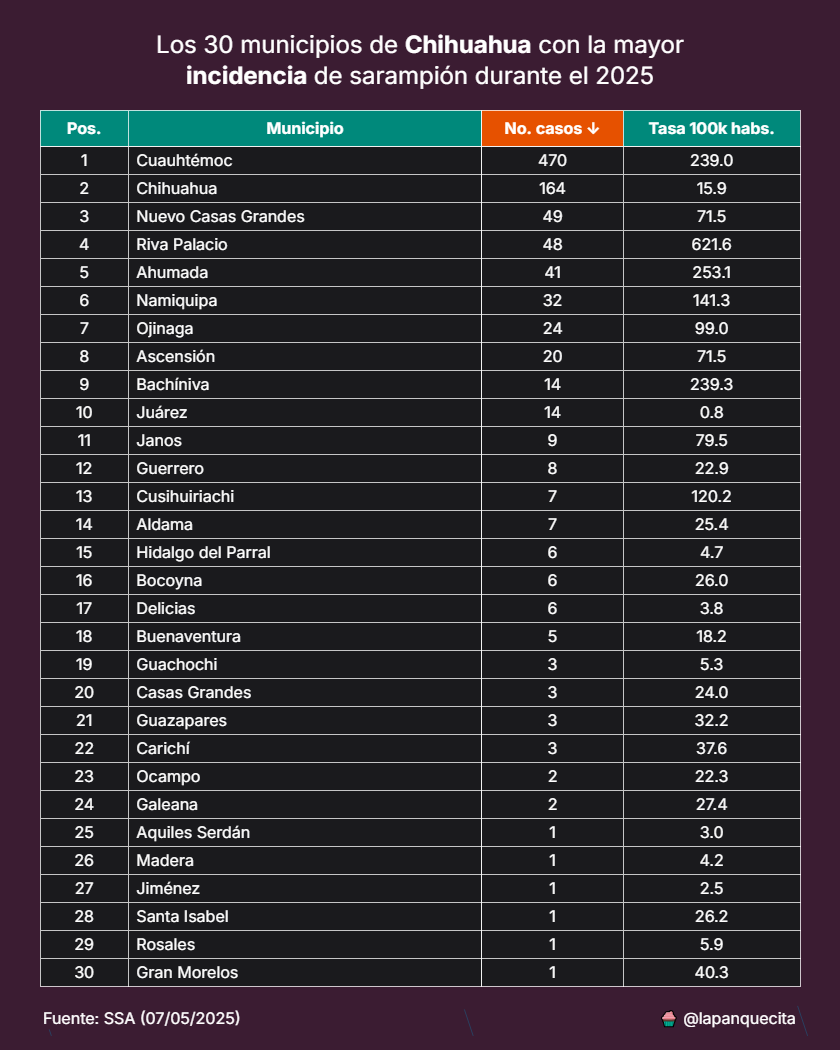 Los 30 municipios de Chihuahua con la mayor
incidencia de sarampión durante el 2025
Pos. Municipio No. casos ↓ Tasa 100k habs.
1 Cuauhtémoc 470 239.0
2 Chihuahua 164 15.9
3 Nuevo Casas Grandes 49 71.5
4 Riva Palacio 48 621.6
5 Ahumada 41 253.1
6 Namiquipa 32 141.3
7 Ojinaga 24 99.0
8 Ascensión 20 71.5
9 Bachíniva 14 239.3
10 Juárez 14 0.8
11 Janos 9 79.5
12 Guerrero 8 22.9
13 Cusihuiriachi 7 120.2
14 Aldama 7 25.4
15 Hidalgo del Parral 6 4.7
16 Bocoyna 6 26.0
17 Delicias 6 3.8
18 Buenaventura 5 18.2
19 Guachochi 3 5.3
20 Casas Grandes 3 24.0
21 Guazapares 3 32.2
22 Carichí 3 37.6
23 Ocampo 2 22.3
24 Galeana 2 27.4
25 Aquiles Serdán 1 3.0
26 Madera 1 4.2
27 Jiménez 1 2.5
28 Santa Isabel 1 26.2
29 Rosales 1 5.9
30 Gran Morelos 1 40.3
Fuente: SSA (07/05/2025) @lapanquecita